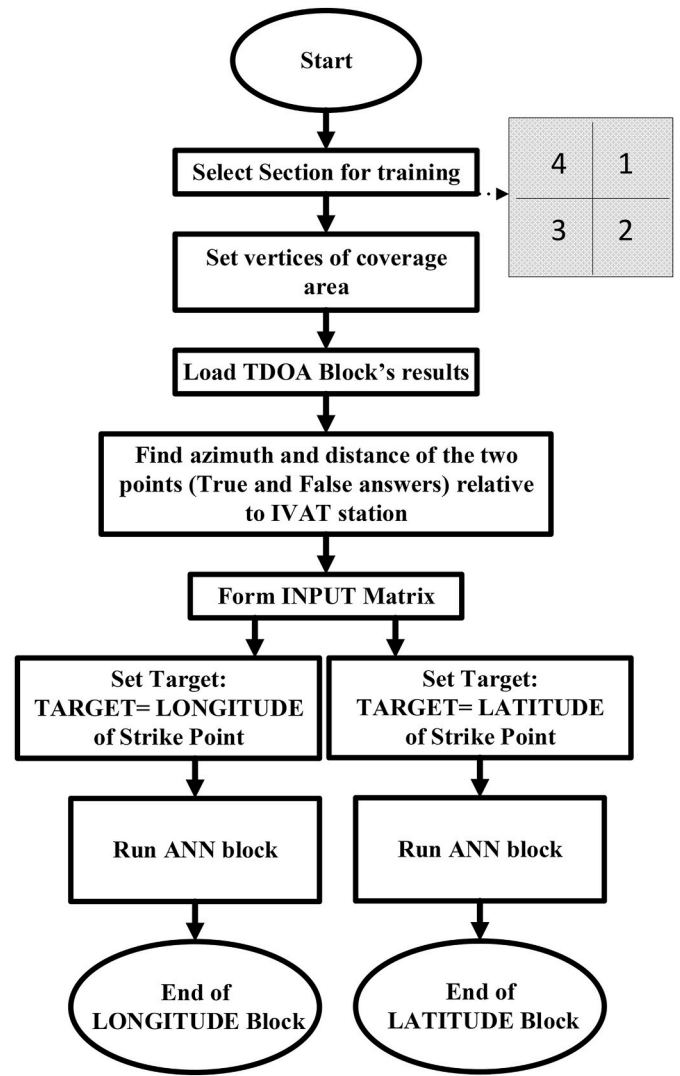 Start
Select Section for training
4 1
3 2
Set vertices of coverage
area
Load TDOA Block's results
Find azimuth and distance of the two
points (True and False answers) relative
to IVAT station
Form INPUT Matrix
Set Target:
TARGET= LONGITUDE
of Strike Point
Set Target:
TARGET= LATITUDE
of Strike Point
Run ANN block
Run ANN block
End of
LONGITUDE Block
End of
LATITUDE Block